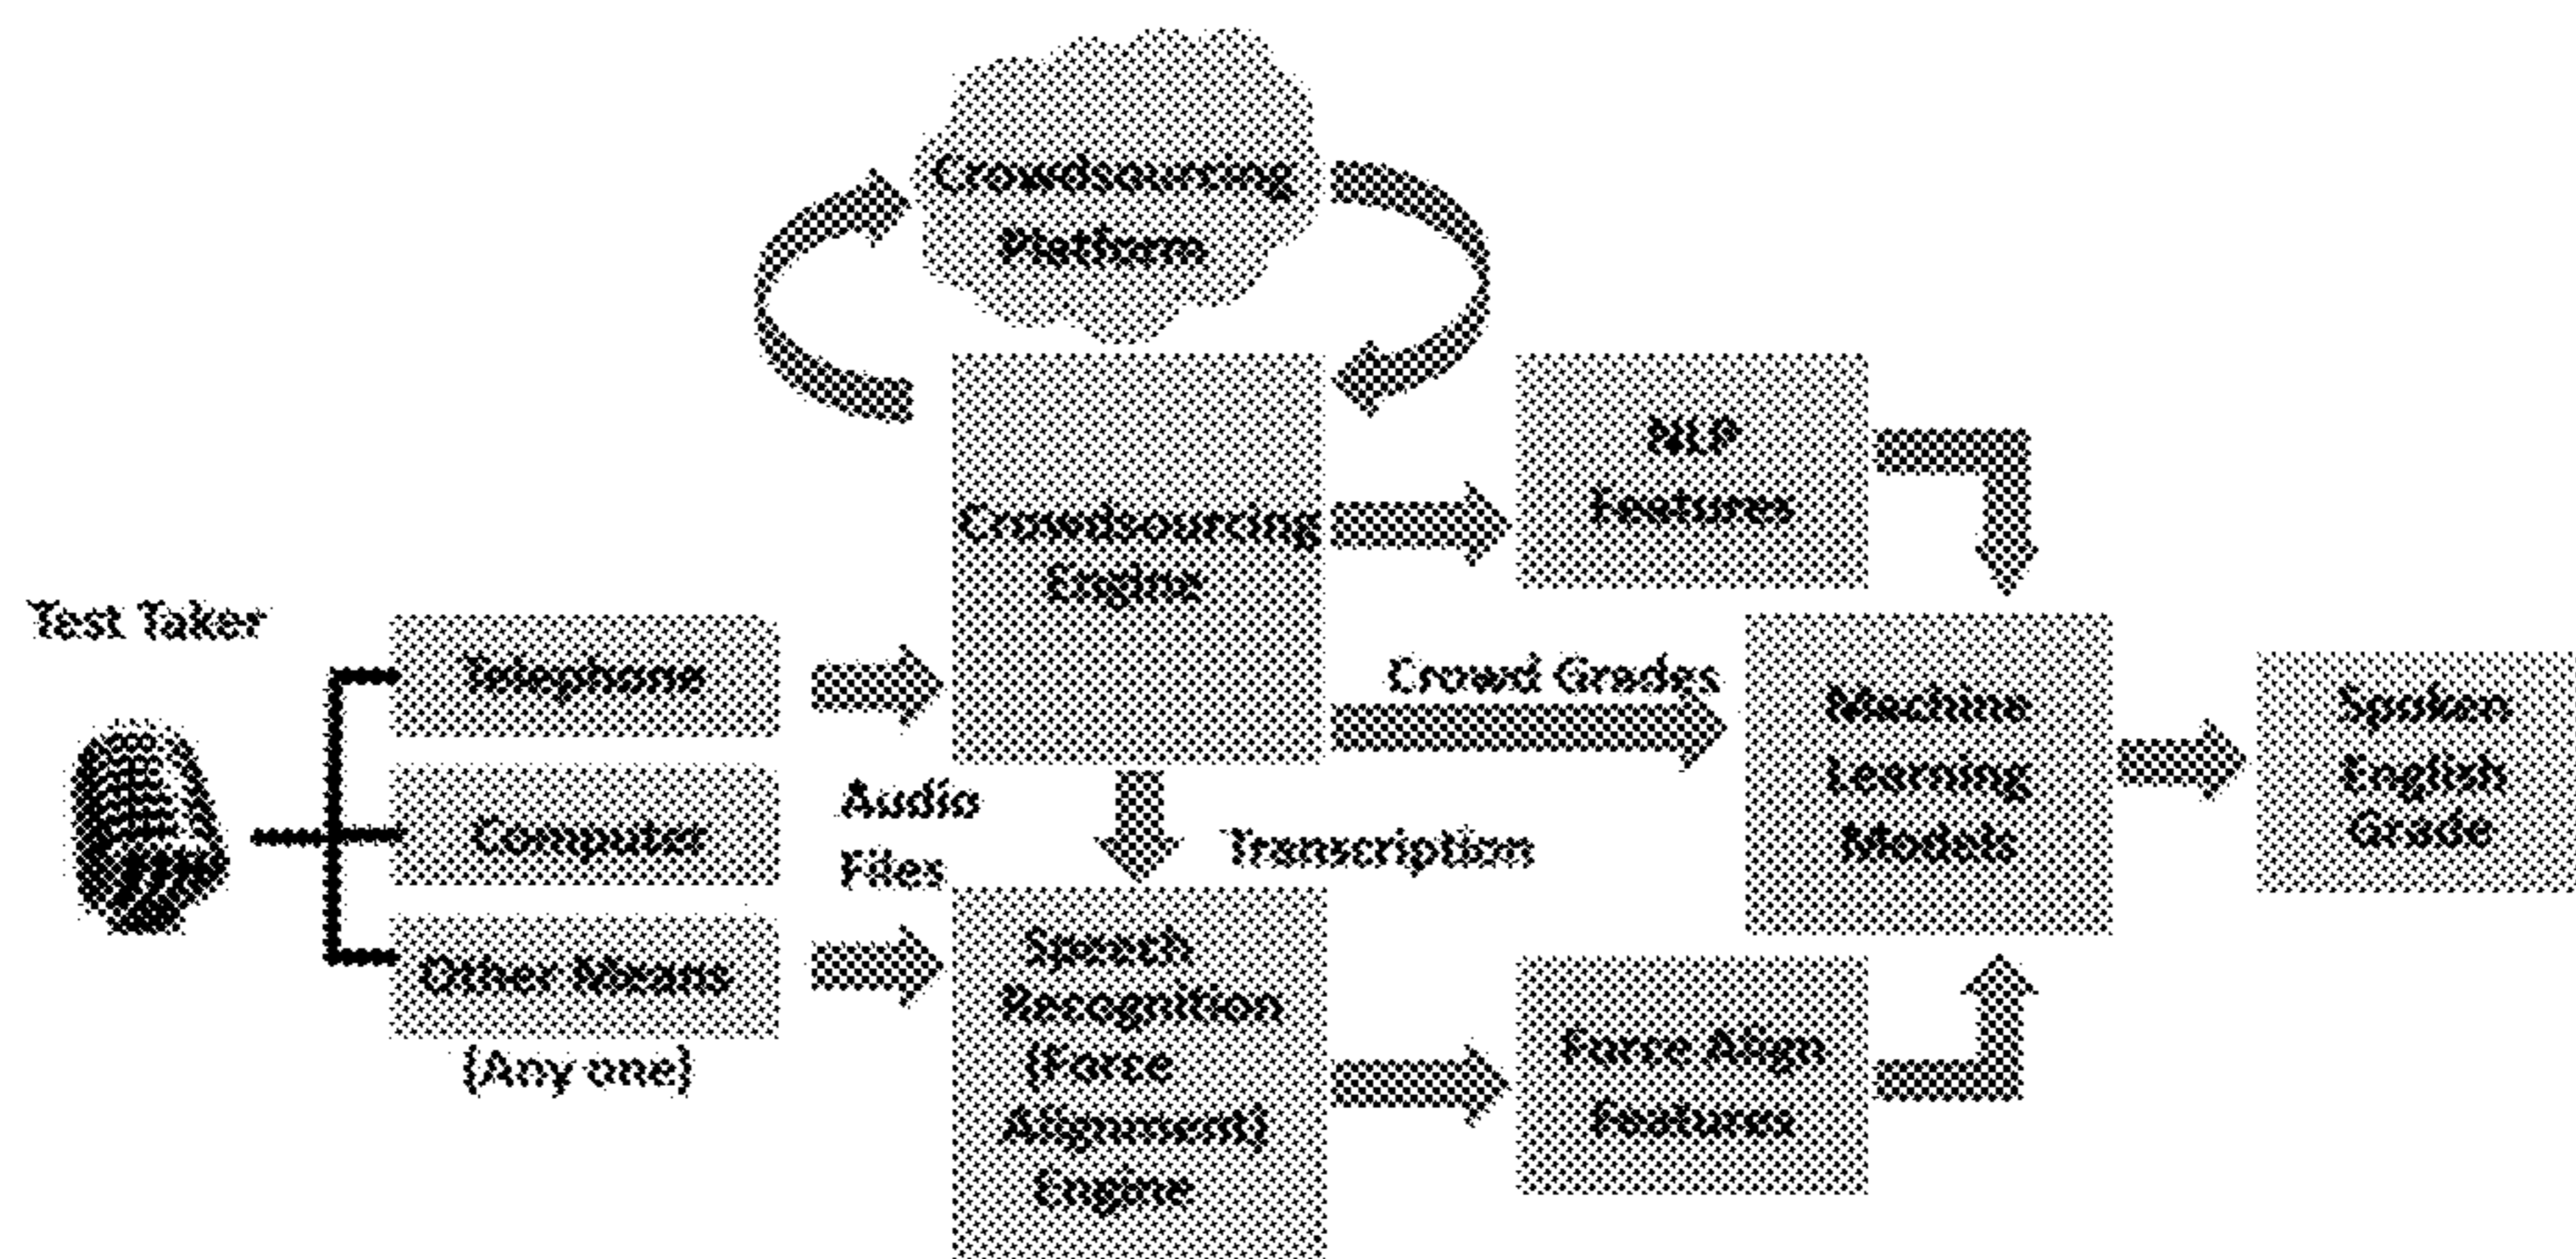 Crowdsourcing
Platform
Crowdsourcing
Engine
NLP
Features
Test Taker
Telephone
Computer
Other Means
(Any one)
Audio
Files
Crowd Grades
Transcription
Machine
Learning
Models
Spoken
English
Grade
Speech
Recognition
(Force
Alignment)
Engine
Force Align
Features